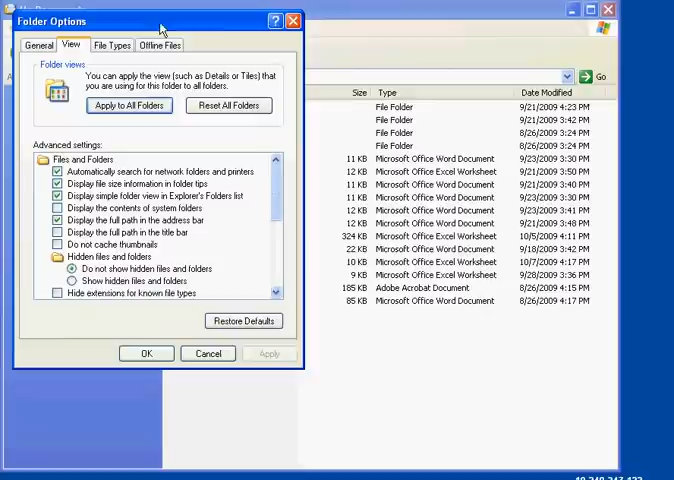 Folder Options
General View File Types Offline Files
Folder views
You can apply the view (such as Details or Tiles) that
you are using for this folder to all folders.
Apply to All Folders Reset All Folders
Advanced settings:
Files and Folders
Automatically search for network folders and printers
Display file size information in folder tips
Display simple folder view in Explorer's Folders list
Display the contents of system folders
Display the full path in the address bar
Display the full path in the title bar
Do not cache thumbnails
Hidden files and folders
Do not show hidden files and folders
Show hidden files and folders
Hide extensions for known file types
Restore Defaults
OK Cancel Apply
Go
Size Type Date Modified
File Folder 9/21/2009 4:23 PM
File Folder 9/21/2009 3:42 PM
File Folder 8/26/2009 3:24 PM
File Folder 8/26/2009 3:24 PM
11 KB Microsoft Office Word Document 9/23/2009 3:30 PM
12 KB Microsoft Office Excel Worksheet 9/21/2009 3:50 PM
11 KB Microsoft Office Word Document 9/21/2009 3:40 PM
11 KB Microsoft Office Word Document 9/23/2009 3:30 PM
12 KB Microsoft Office Word Document 9/23/2009 3:41 PM
12 KB Microsoft Office Word Document 9/21/2009 3:48 PM
324 KB Microsoft Office Excel Worksheet 10/5/2009 4:11 PM
22 KB Microsoft Office Word Document 9/18/2009 3:42 PM
10 KB Microsoft Office Excel Worksheet 10/7/2009 4:17 PM
9 KB Microsoft Office Excel Worksheet 9/28/2009 3:36 PM
185 KB Adobe Acrobat Document 8/26/2009 4:15 PM
85 KB Microsoft Office Word Document 8/26/2009 4:17 PM